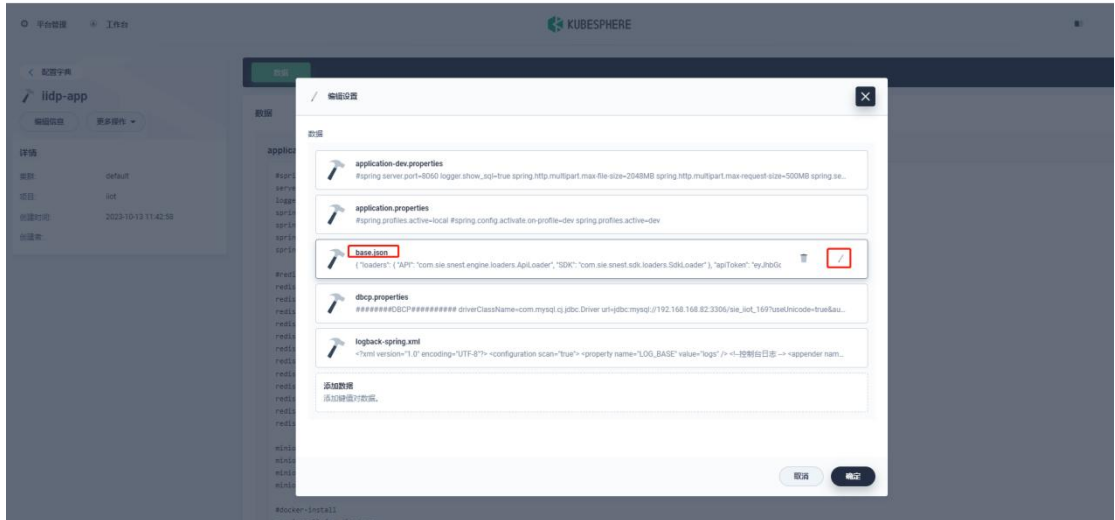 平台管理 工作台
KUBESPHERE
配置字典
iidp-app
编辑信息 更多操作
详情
集群: default
项目: iiot
创建时间: 2023-10-13 11:42:58
创建者:
数据
数据
编辑设置
数据
application-dev.properties
#spring server.port=8060 logger.show_sql=true spring.http.multipart.max-file-size=2048MB spring.http.multipart.max-request-size=500MB spring.se...
application.properties
#spring.profiles.active=local #spring.config.activate.on-profile=dev spring.profiles.active=dev
base.json
{ "loaders": { "API": "com.sie.snest.engine.loaders.ApiLoader", "SDK": "com.sie.snest.sdk.loaders.SdkLoader" }, "apiToken":
dbcp.properties
########DBCP########## driverClassName=com.mysql.cj.jdbc.Driver url=jdbc:mysql://192.168.168.82:3306/sie_iiot_169?useUnicode=true&au...
logback-spring.xml
<?xml version="1.0" encoding="UTF-8"?> <configuration scan="true"> <property name="LOG_BASE" value="logs" /> <!--控制台日志 --> <appender nam...
添加数据
添加键值对数据。
取消 确定
#docker-install